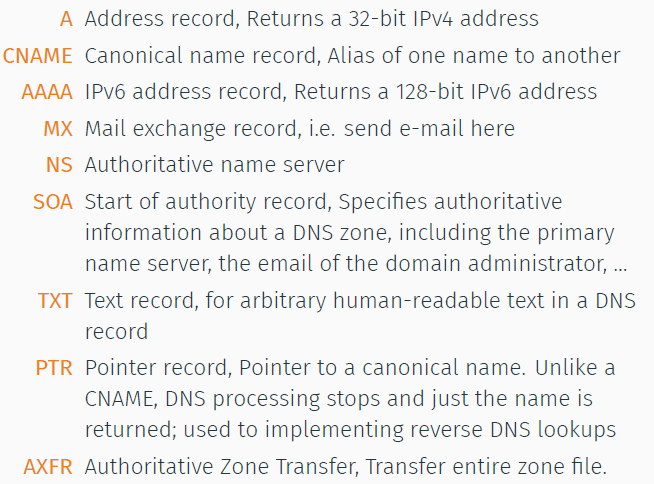 A Address record, Returns a 32-bit IPv4 address
CNAME Canonical name record, Alias of one name to another
AAAA IPv6 address record, Returns a 128-bit IPv6 address
MX Mail exchange record, i.e. send e-mail here
NS Authoritative name server
SOA Start of authority record, Specifies authoritative
information about a DNS zone, including the primary
name server, the email of the domain administrator, ...
TXT Text record, for arbitrary human-readable text in a DNS
record
PTR Pointer record, Pointer to a canonical name. Unlike a
CNAME, DNS processing stops and just the name is
returned; used to implementing reverse DNS lookups
AXFR Authoritative Zone Transfer, Transfer entire zone file.